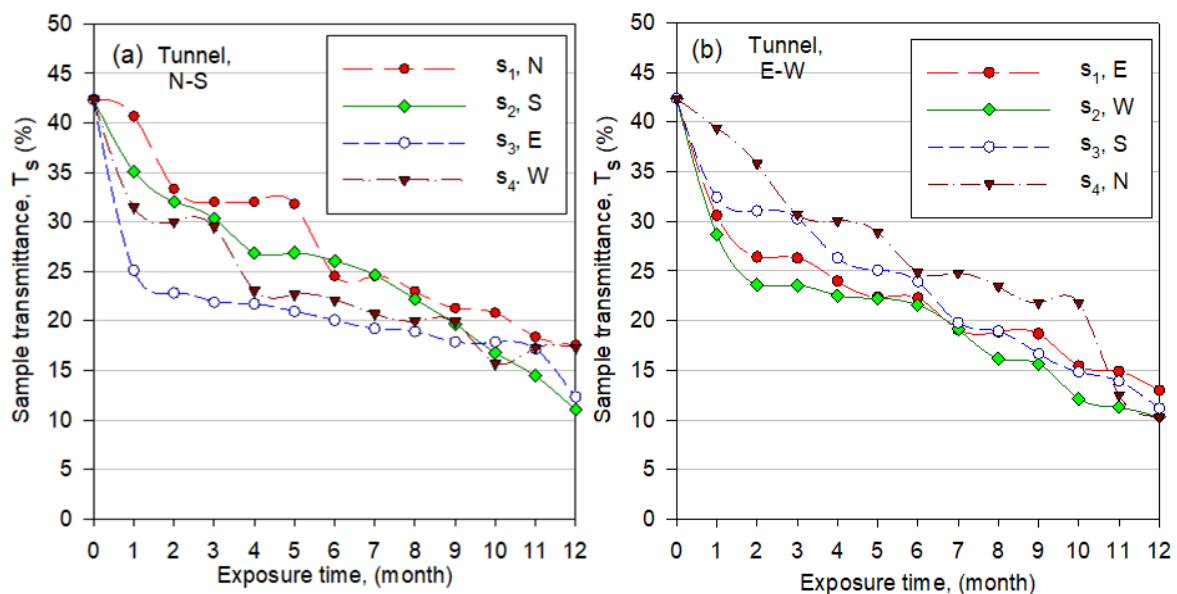 (a) Tunnel,
N-S
s1, N
s2, S
s3, E
s4. W
Sample transmittance, Ts (%)
50
45
40
35
30
25
20
15
10
5
0
0 1 2 3 4 5 6 7 8 9 10 11 12
Exposure time, (month)
(b) Tunnel,
E-W
s1, E
s2, W
s3, S
s4, N
Sample transmittance, Ts (%)
50
45
40
35
30
25
20
15
10
5
0
0 1 2 3 4 5 6 7 8 9 10 11 12
Exposure time, (month)